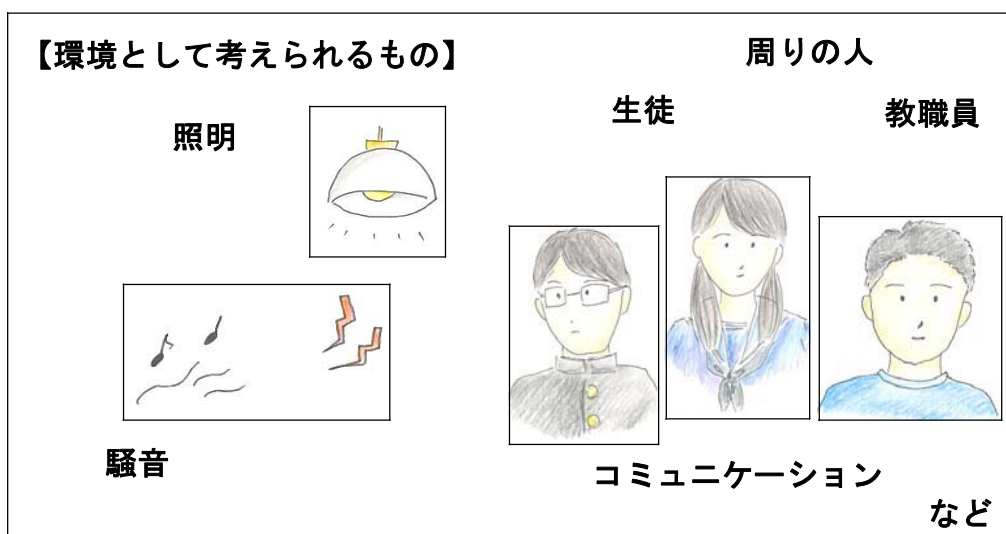 【環境として考えられるもの】
周りの人
照明
生徒
教職員
騒音
コミュニケーション
など